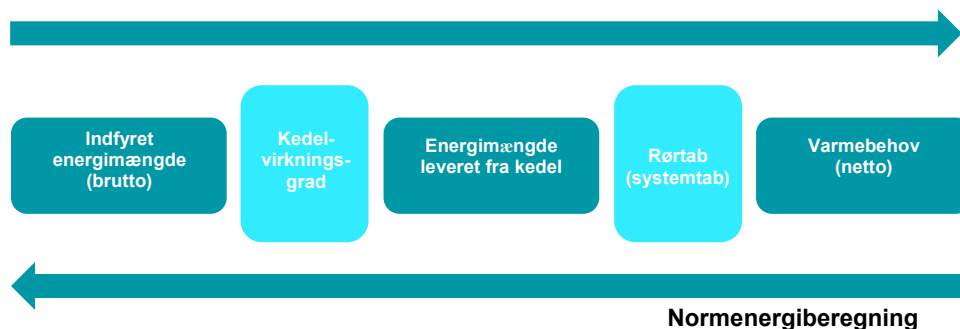 Indfyret
energimængde
(brutto)
Kedel-
virknings-
grad
Energimængde
leveret fra kedel
Rørtab
(systemtab)
Varmebehov
(netto)
Normenergiberegning